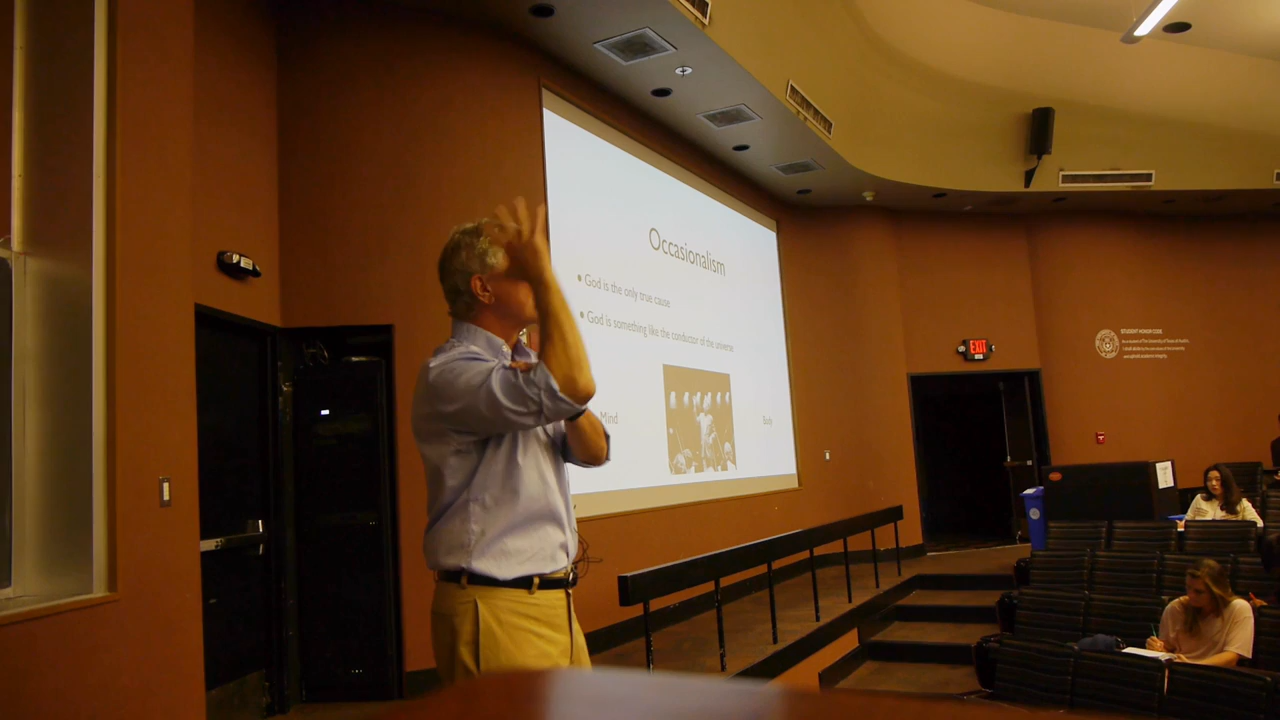 Occasionalism
• God is the only true cause
• God is something like the conductor of the universe
Mind
Body
EXIT
STUDENT HONOR CODE